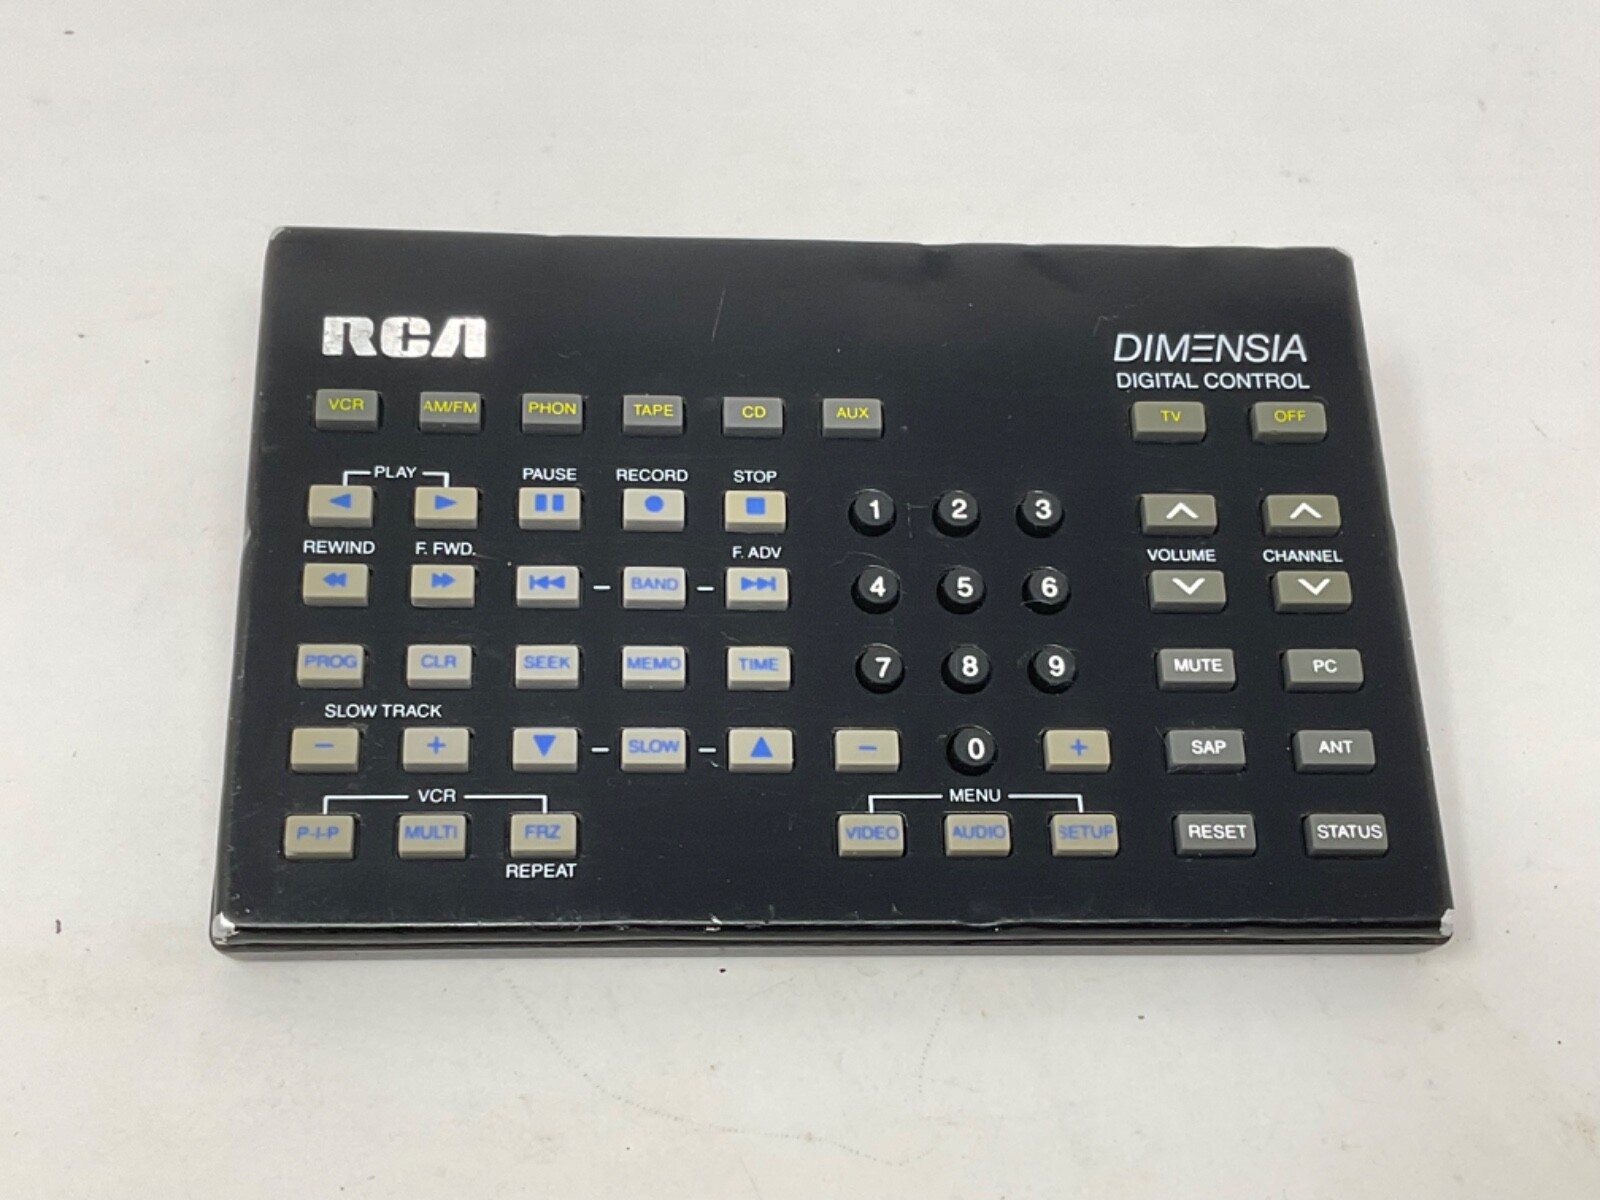 RCA
DIMENSIA
DIGITAL CONTROL
VCR AM/FM PHON TAPE CD AUX TV OFF
PLAY PAUSE RECORD STOP
1 2 3
REWIND F. FWD. F. ADV VOLUME CHANNEL
BAND 4 5 6
PROG CLR SEEK MEMO TIME 7 8 9 MUTE PC
SLOW TRACK
− + − SLOW − − 0 + SAP ANT
VCR MENU
P-I-P MULTI FRZ VIDEO AUDIO SETUP RESET STATUS
REPEAT